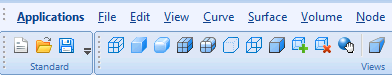 Applications File Edit View Curve Surface Volume Node
Standard Views